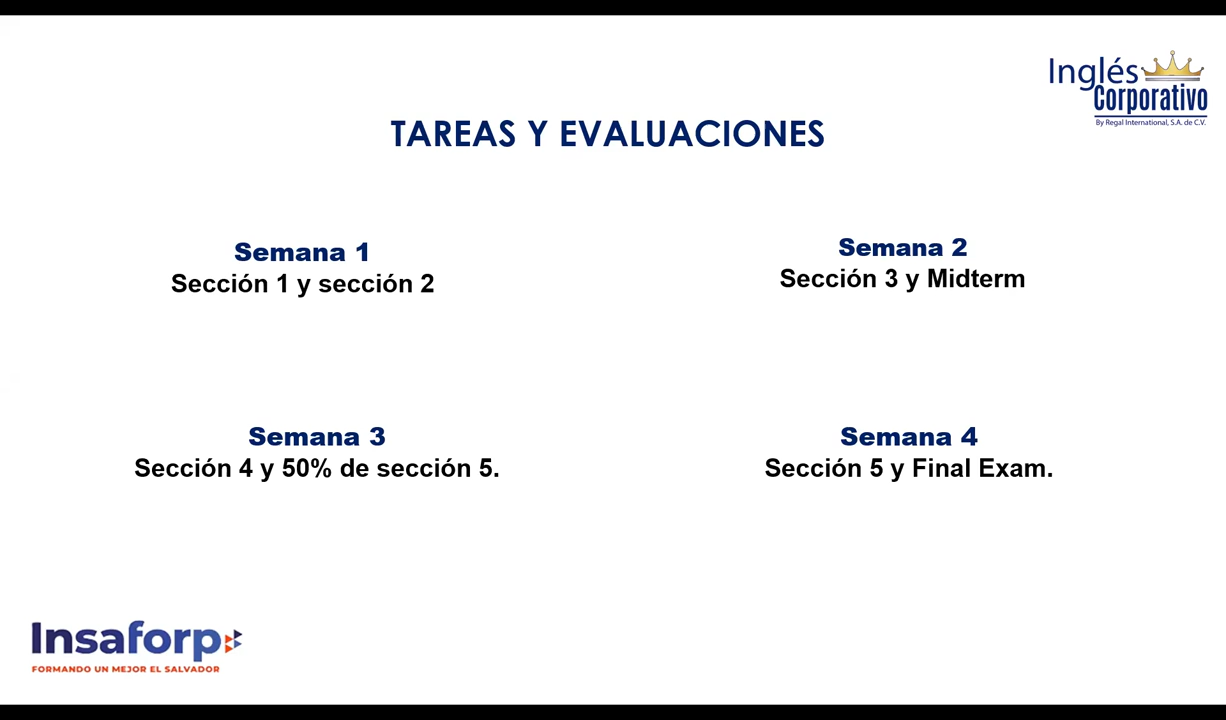 Inglés
Corporativo
By Regal International, S.A. de C.V.
TAREAS Y EVALUACIONES
Semana 1
Sección 1 y sección 2
Semana 2
Sección 3 y Midterm
Semana 3
Sección 4 y 50% de sección 5.
Semana 4
Sección 5 y Final Exam.
Insaforp
FORMANDO UN MEJOR EL SALVADOR